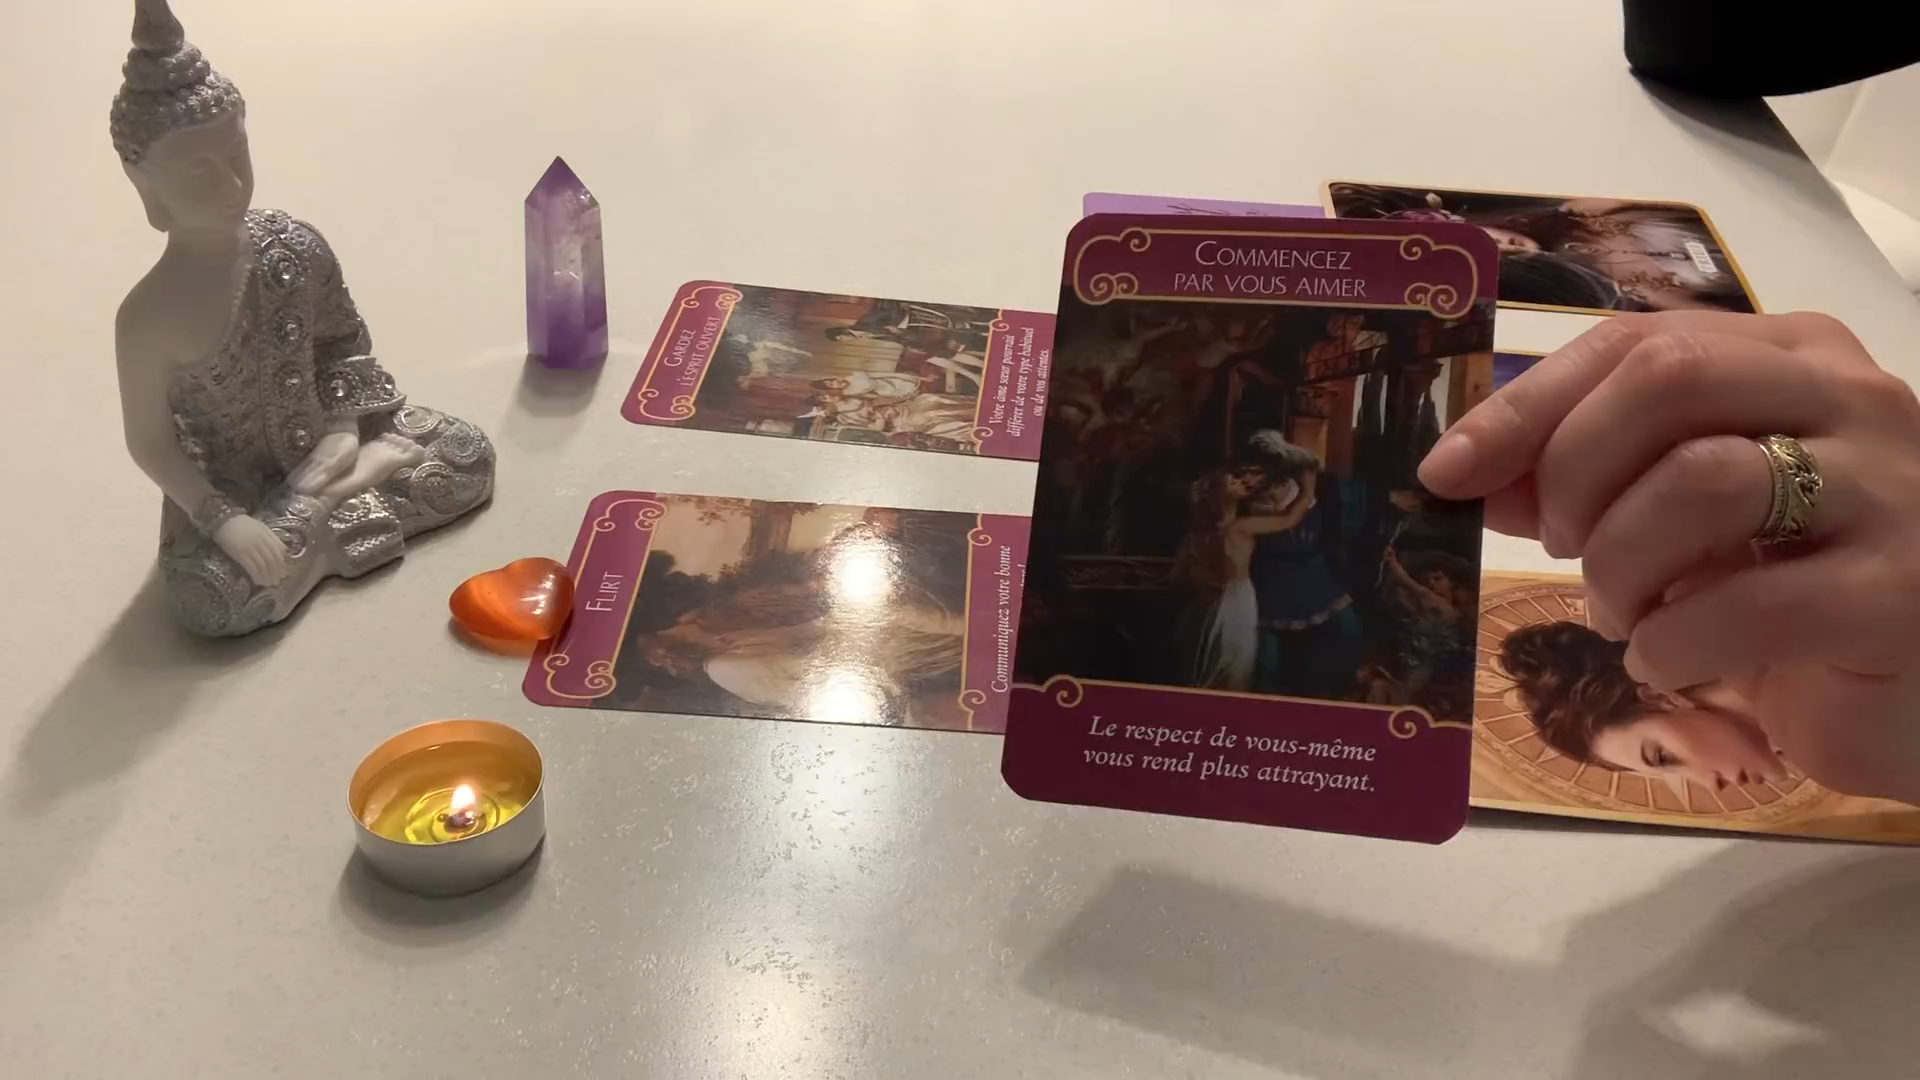 COMMENCEZ
PAR VOUS AIMER
Le respect de vous-même
vous rend plus attrayant.
GARDEZ
L'ESPRIT OUVERT
Votre âme sœur pourrait
différer de votre type habituel
ou de vos attentes.
FLIRT
Communiquez votre bonne